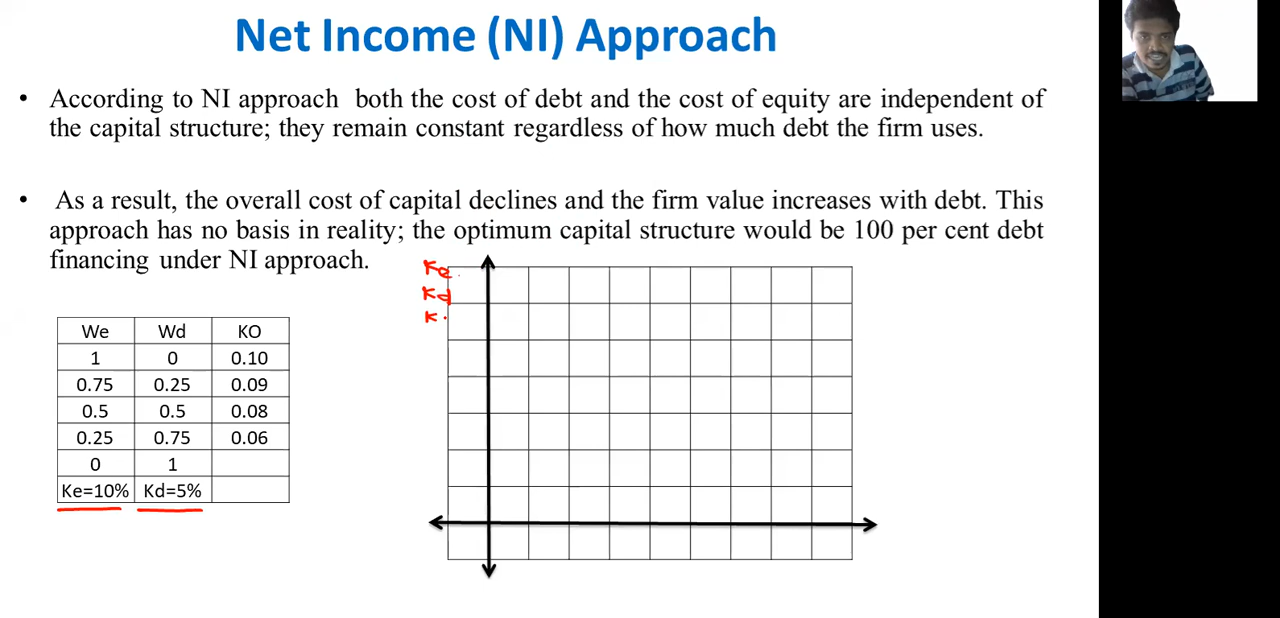 Net Income (NI) Approach
• According to NI approach both the cost of debt and the cost of equity are independent of
the capital structure; they remain constant regardless of how much debt the firm uses.
• As a result, the overall cost of capital declines and the firm value increases with debt. This
approach has no basis in reality; the optimum capital structure would be 100 per cent debt
financing under NI approach.
Ke
Kd
K
We Wd KO
1 0 0.10
0.75 0.25 0.09
0.5 0.5 0.08
0.25 0.75 0.06
0 1
Ke=10% Kd=5%